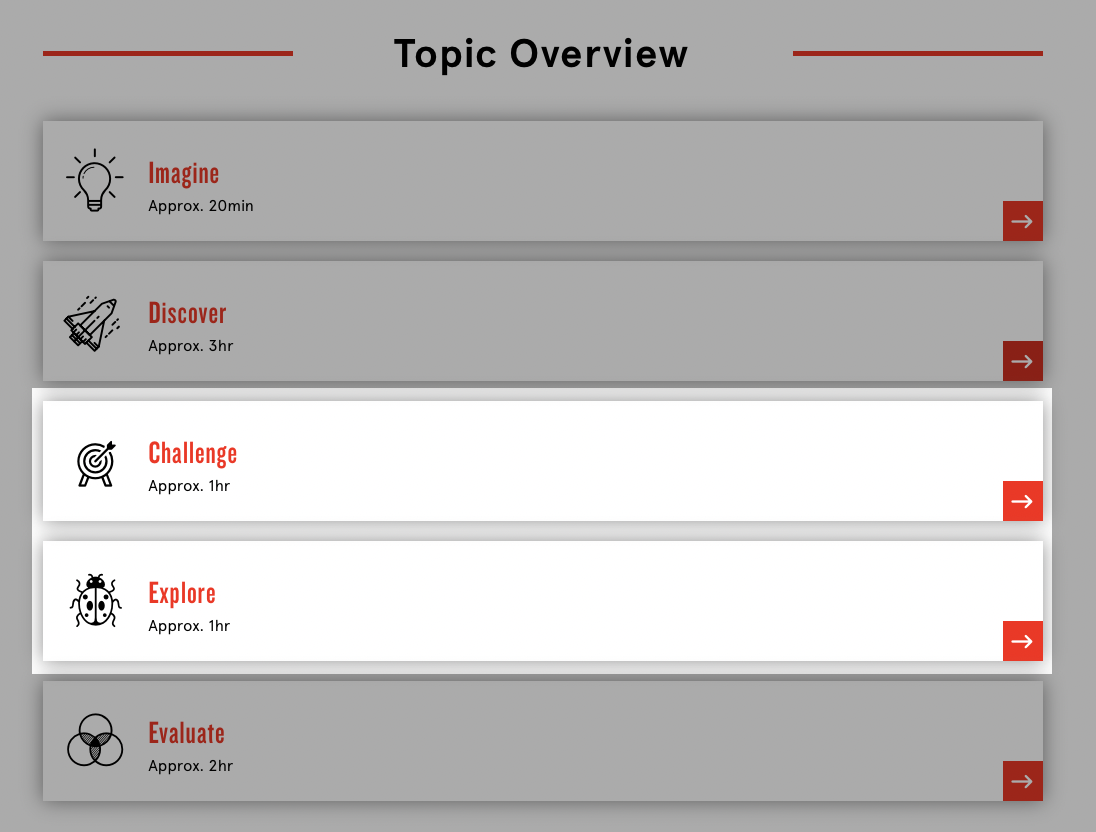 Topic Overview
Imagine
Approx. 20min
Discover
Approx. 3hr
Challenge
Approx. 1hr
Explore
Approx. 1hr
Evaluate
Approx. 2hr